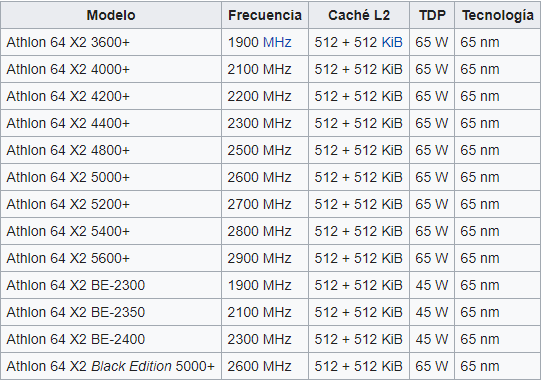 Modelo Frecuencia Caché L2 TDP Tecnología
Athlon 64 X2 3600+ 1900 MHz 512 + 512 KiB 65 W 65 nm
Athlon 64 X2 4000+ 2100 MHz 512 + 512 KiB 65 W 65 nm
Athlon 64 X2 4200+ 2200 MHz 512 + 512 KiB 65 W 65 nm
Athlon 64 X2 4400+ 2300 MHz 512 + 512 KiB 65 W 65 nm
Athlon 64 X2 4800+ 2500 MHz 512 + 512 KiB 65 W 65 nm
Athlon 64 X2 5000+ 2600 MHz 512 + 512 KiB 65 W 65 nm
Athlon 64 X2 5200+ 2700 MHz 512 + 512 KiB 65 W 65 nm
Athlon 64 X2 5400+ 2800 MHz 512 + 512 KiB 65 W 65 nm
Athlon 64 X2 5600+ 2900 MHz 512 + 512 KiB 65 W 65 nm
Athlon 64 X2 BE-2300 1900 MHz 512 + 512 KiB 45 W 65 nm
Athlon 64 X2 BE-2350 2100 MHz 512 + 512 KiB 45 W 65 nm
Athlon 64 X2 BE-2400 2300 MHz 512 + 512 KiB 45 W 65 nm
Athlon 64 X2 Black Edition 5000+ 2600 MHz 512 + 512 KiB 65 W 65 nm